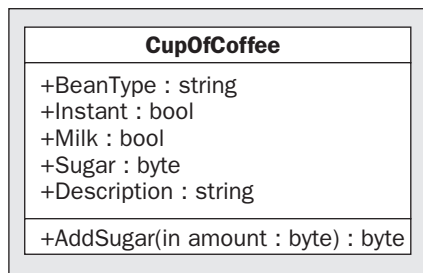 CupOfCoffee
+BeanType : string
+Instant : bool
+Milk : bool
+Sugar : byte
+Description : string
+AddSugar(in amount : byte) : byte